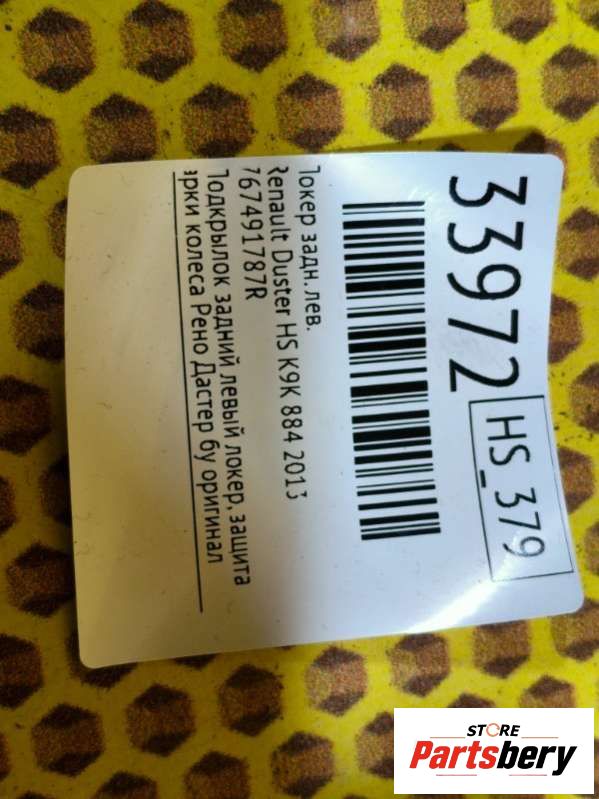 33972
HS_379
Локер задн.лев.
Renault Duster HS K9K 884 2013
767491787R
Подкрылок задний левый локер, защита
арки колеса Рено Дастер бу оригинал
STORE
Partsbery